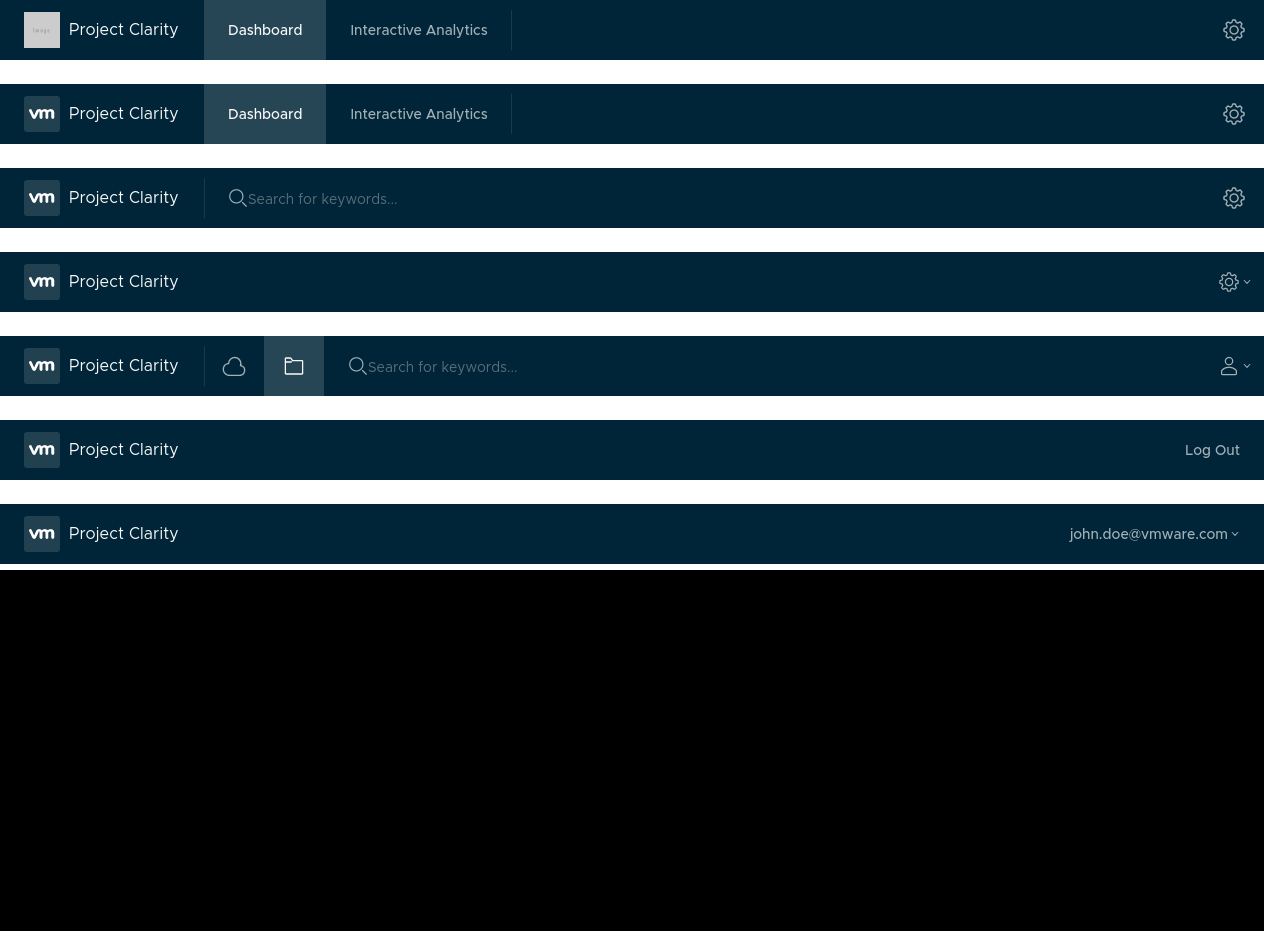 Image Project Clarity Dashboard Interactive Analytics
vm Project Clarity Dashboard Interactive Analytics
vm Project Clarity Search for keywords...
vm Project Clarity
vm Project Clarity Search for keywords...
vm Project Clarity Log Out
vm Project Clarity john.doe@vmware.com